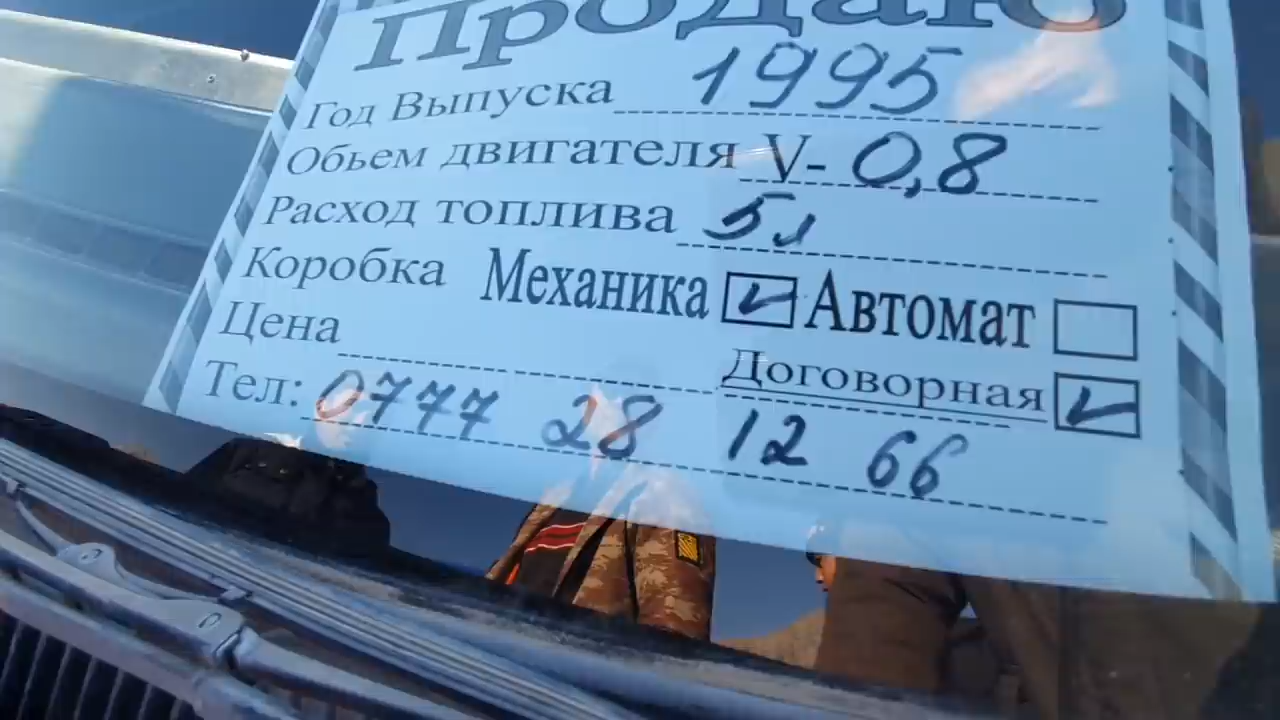 Продаю
Год Выпуска 1995
Обьем двигателя V- 0,8
Расход топлива 5л
Коробка Механика Автомат
Цена
Договорная
Тел: 0777 28 12 66